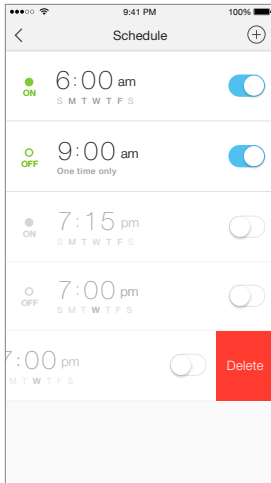 9:41 PM 100%
Schedule
6:00 am
ON
S M T W T F S
9:00 am
OFF
One time only
7:15 pm
ON
S M T W T F S
7:00 pm
OFF
S M T W T F S
7:00 pm
Delete
M T W T F S